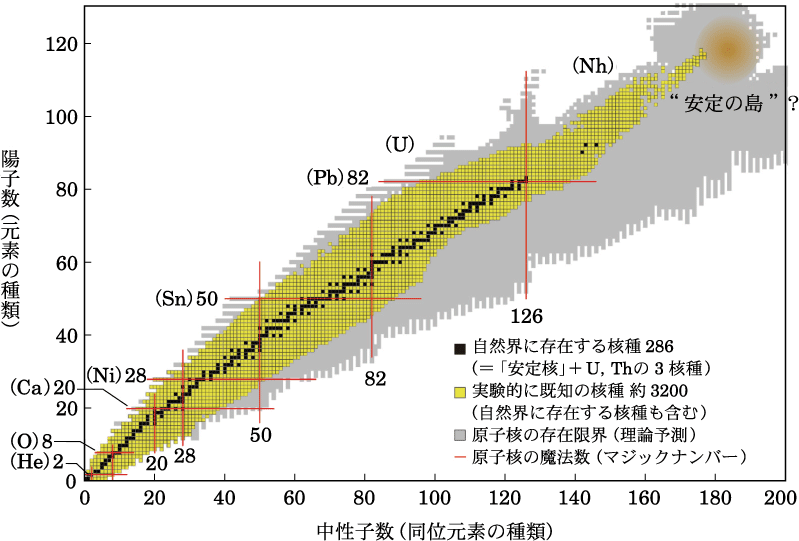 陽子数(元素の種類)
120
100
80
60
40
20
0
(Nh)
“安定の島”?
(U)
(Pb)82
(Sn)50
(Ni)28
(Ca)20
(O)8
(He)2
126
82
50
28
20
自然界に存在する核種 286
(=「安定核」+U, Thの 3 核種)
実験的に既知の核種 約 3200
(自然界に存在する核種も含む)
原子核の存在限界(理論予測)
原子核の魔法数(マジックナンバー)
0 20 40 60 80 100 120 140 160 180 200
中性子数(同位元素の種類)